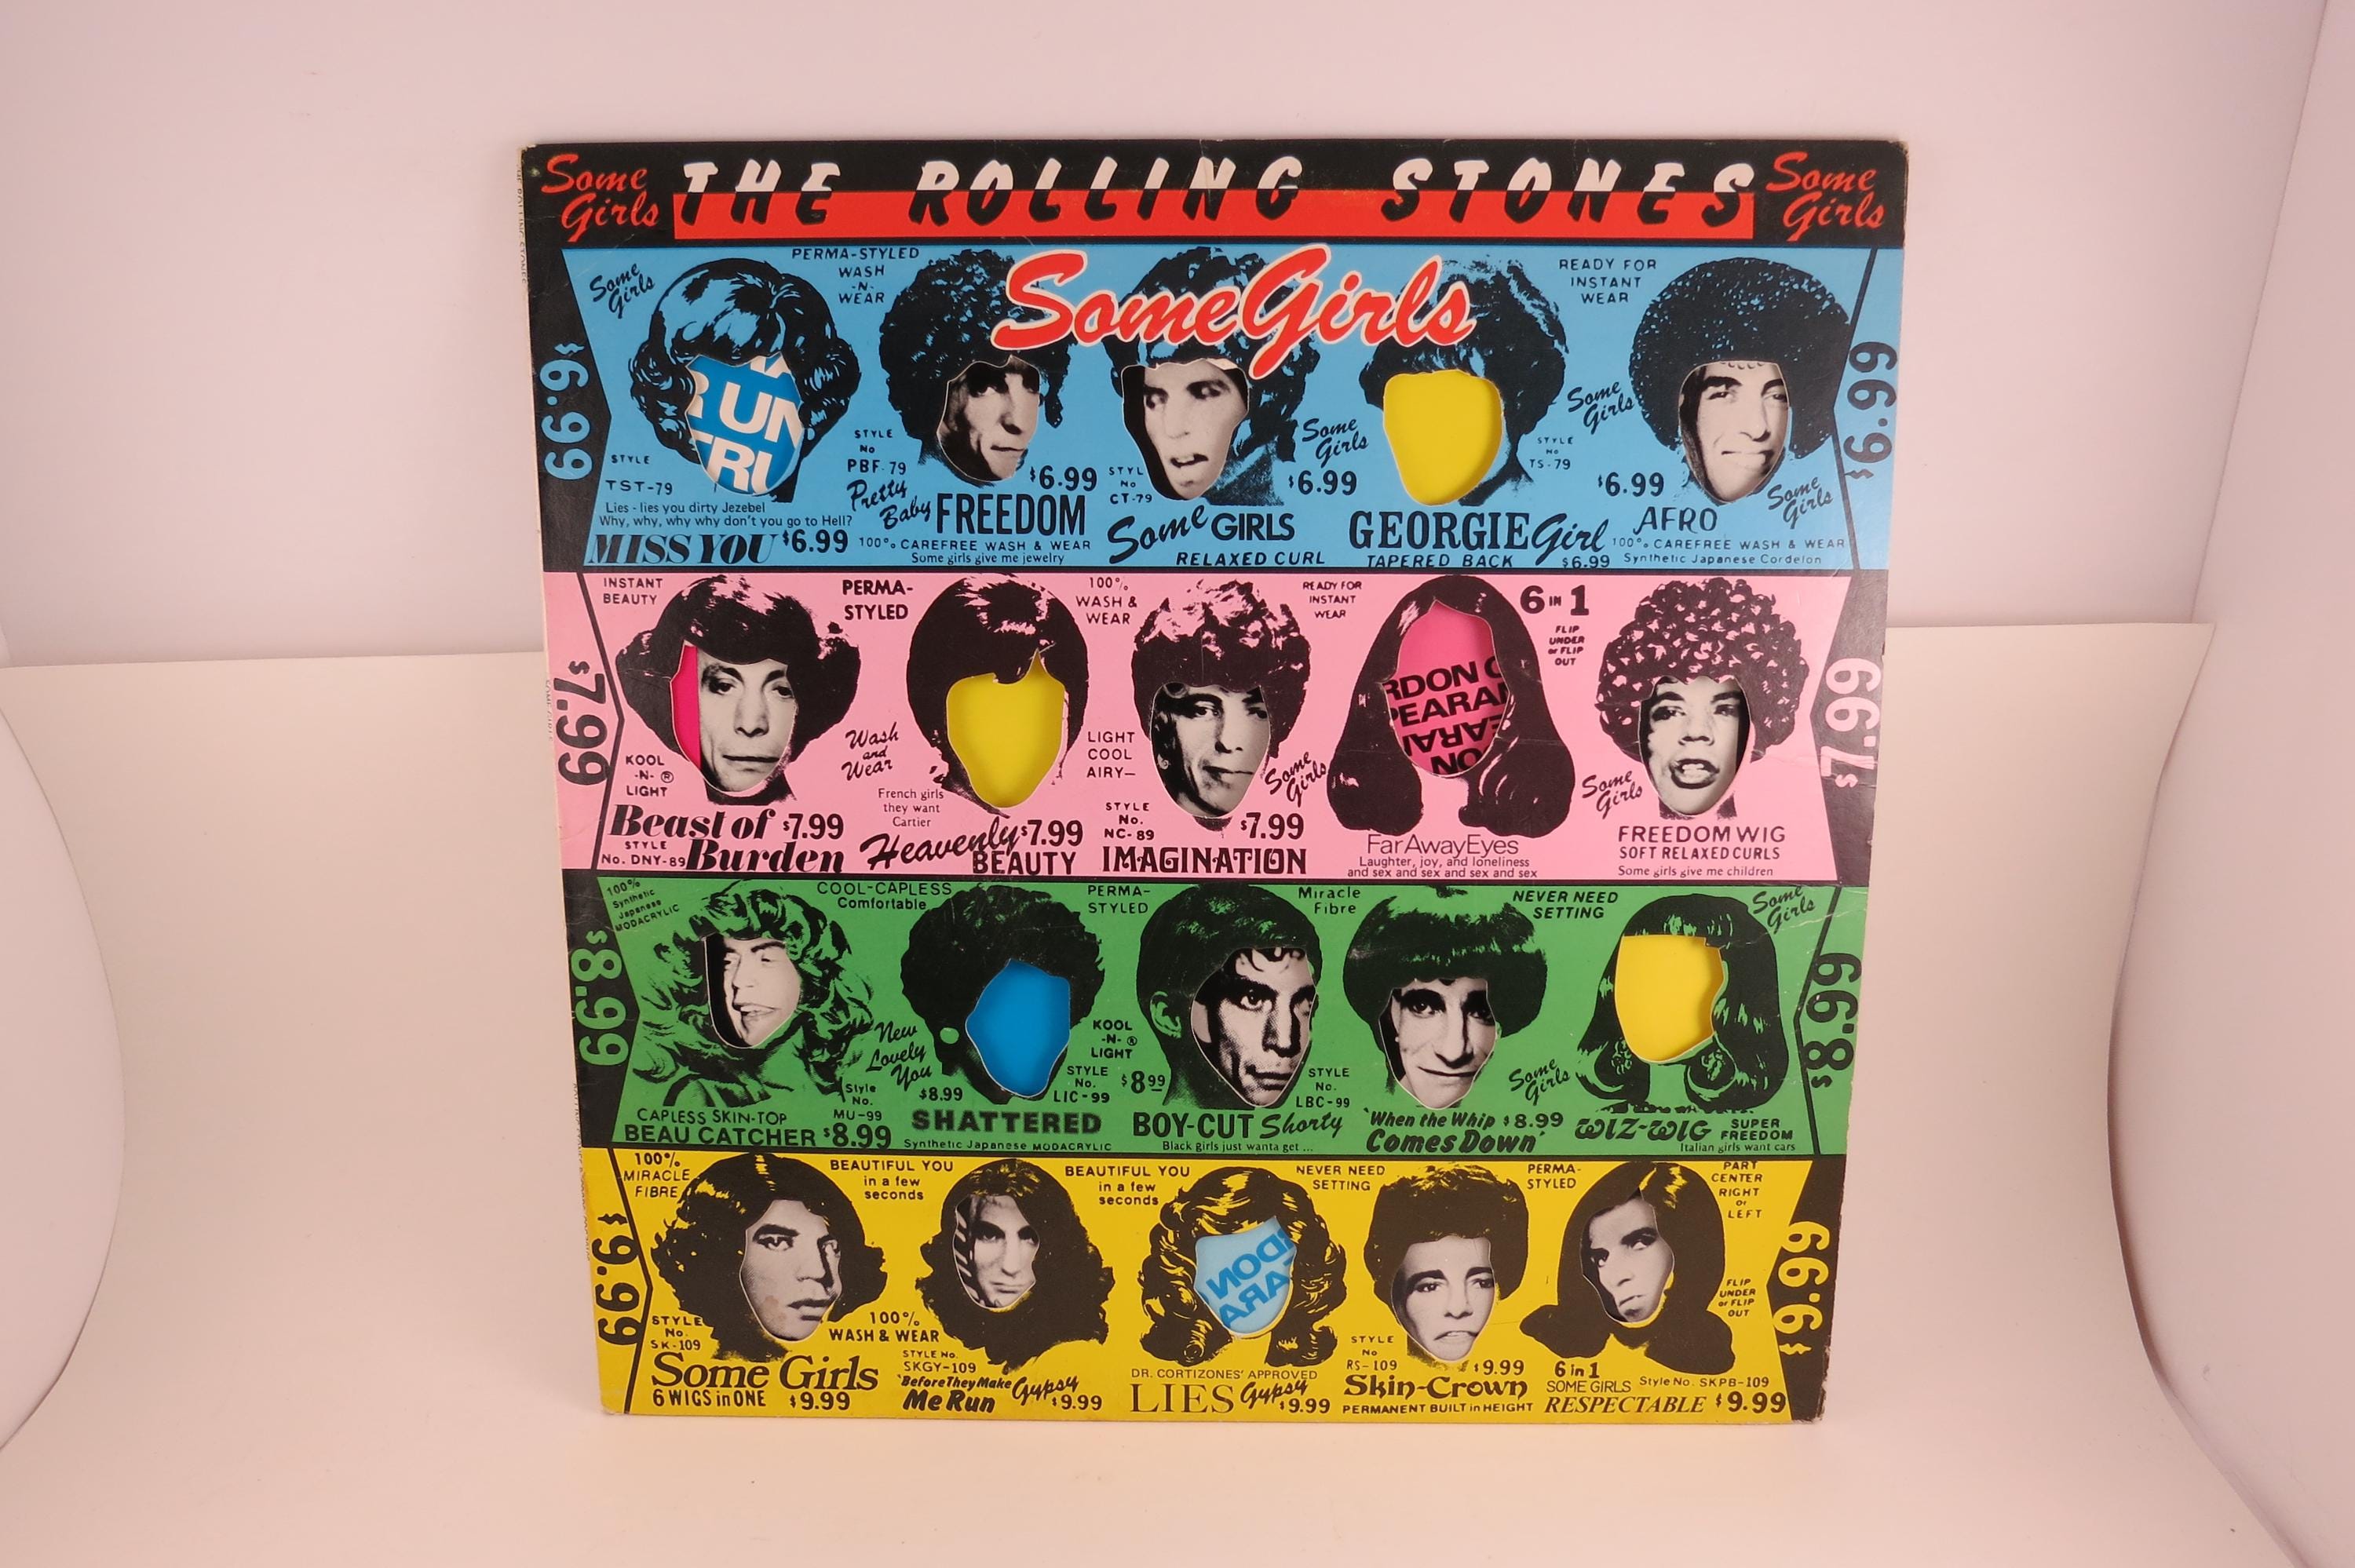 Some Girls
THE ROLLING STONES
Some Girls
Some Girls
$6.99
$6.99
Some Girls
PERMA-STYLED
WASH
-N-
WEAR
READY FOR
INSTANT
WEAR
STYLE
TST-79
Lies - lies you dirty Jezebel
Why, why, why why don't you go to Hell?
MISS YOU $6.99
STYLE
No
PBF-79
Pretty Baby FREEDOM
$6.99
100% CAREFREE WASH & WEAR
Some girls give me jewelry
STYL
No
CT-79
Some Girls
$6.99
Some GIRLS
RELAXED CURL
STYLE
No
TS-79
GEORGIE Girl
TAPERED BACK $6.99
Some Girls
$6.99
Some Girls
AFRO
100% CAREFREE WASH & WEAR
Synthetic Japanese Cordelon
RUN
TRU
$7.99
$7.99
INSTANT
BEAUTY
KOOL
-N- ®
LIGHT
Beast of $7.99
Burden
STYLE
No. DNY-89
PERMA-
STYLED
Wash
and
Wear
French girls
they want
Cartier
Heavenly $7.99
BEAUTY
100%
WASH &
WEAR
LIGHT
COOL
AIRY—
STYLE
No.
NC-89
$7.99
IMAGINATION
READY FOR
INSTANT
WEAR
Some Girls
RDON
PEARA
6 IN 1
FLIP
UNDER
or FLIP
OUT
Far Away Eyes
Laughter, joy, and loneliness
and sex and sex and sex and sex
Some Girls
FREEDOM WIG
SOFT RELAXED CURLS
Some girls give me children
$8.99
$8.99
100%
Synthetic
Japanese
MODACRYLIC
Style
No.
MU-99
CAPLESS SKIN-TOP
BEAU CATCHER $8.99
COOL-CAPLESS
Comfortable
New
Lovely
You
$8.99
STYLE
No.
LIC-99
SHATTERED
Synthetic Japanese MODACRYLIC
PERMA-
STYLED
KOOL
-N- ®
LIGHT
$8.99
STYLE
No.
LBC-99
BOY-CUT Shorty
Black girls just wanta get ...
Miracle
Fibre
'When the Whip $8.99
Comes Down'
NEVER NEED
SETTING
Some Girls
Some Girls
WIZ-WIG SUPER
FREEDOM
Italian girls want cars
$9.99
$9.99
100%
MIRACLE
FIBRE
STYLE
No.
SK-109
Some Girls
6 WIGS in ONE $9.99
BEAUTIFUL YOU
in a few
seconds
100%
WASH & WEAR
STYLE No.
SKGY-109
'Before They Make Gypsy
Me Run $9.99
BEAUTIFUL YOU
in a few
seconds
DON
ARA
DR. CORTIZONES' APPROVED
LIES Gypsy
$9.99
NEVER NEED
SETTING
STYLE
No
RS-109
$9.99
Skin-Crown
PERMANENT BUILT in HEIGHT
PERMA-
STYLED
PART
CENTER
RIGHT
or
LEFT
FLIP
UNDER
or FLIP
OUT
6 in 1
SOME GIRLS Style No. SKPB-109
RESPECTABLE $9.99